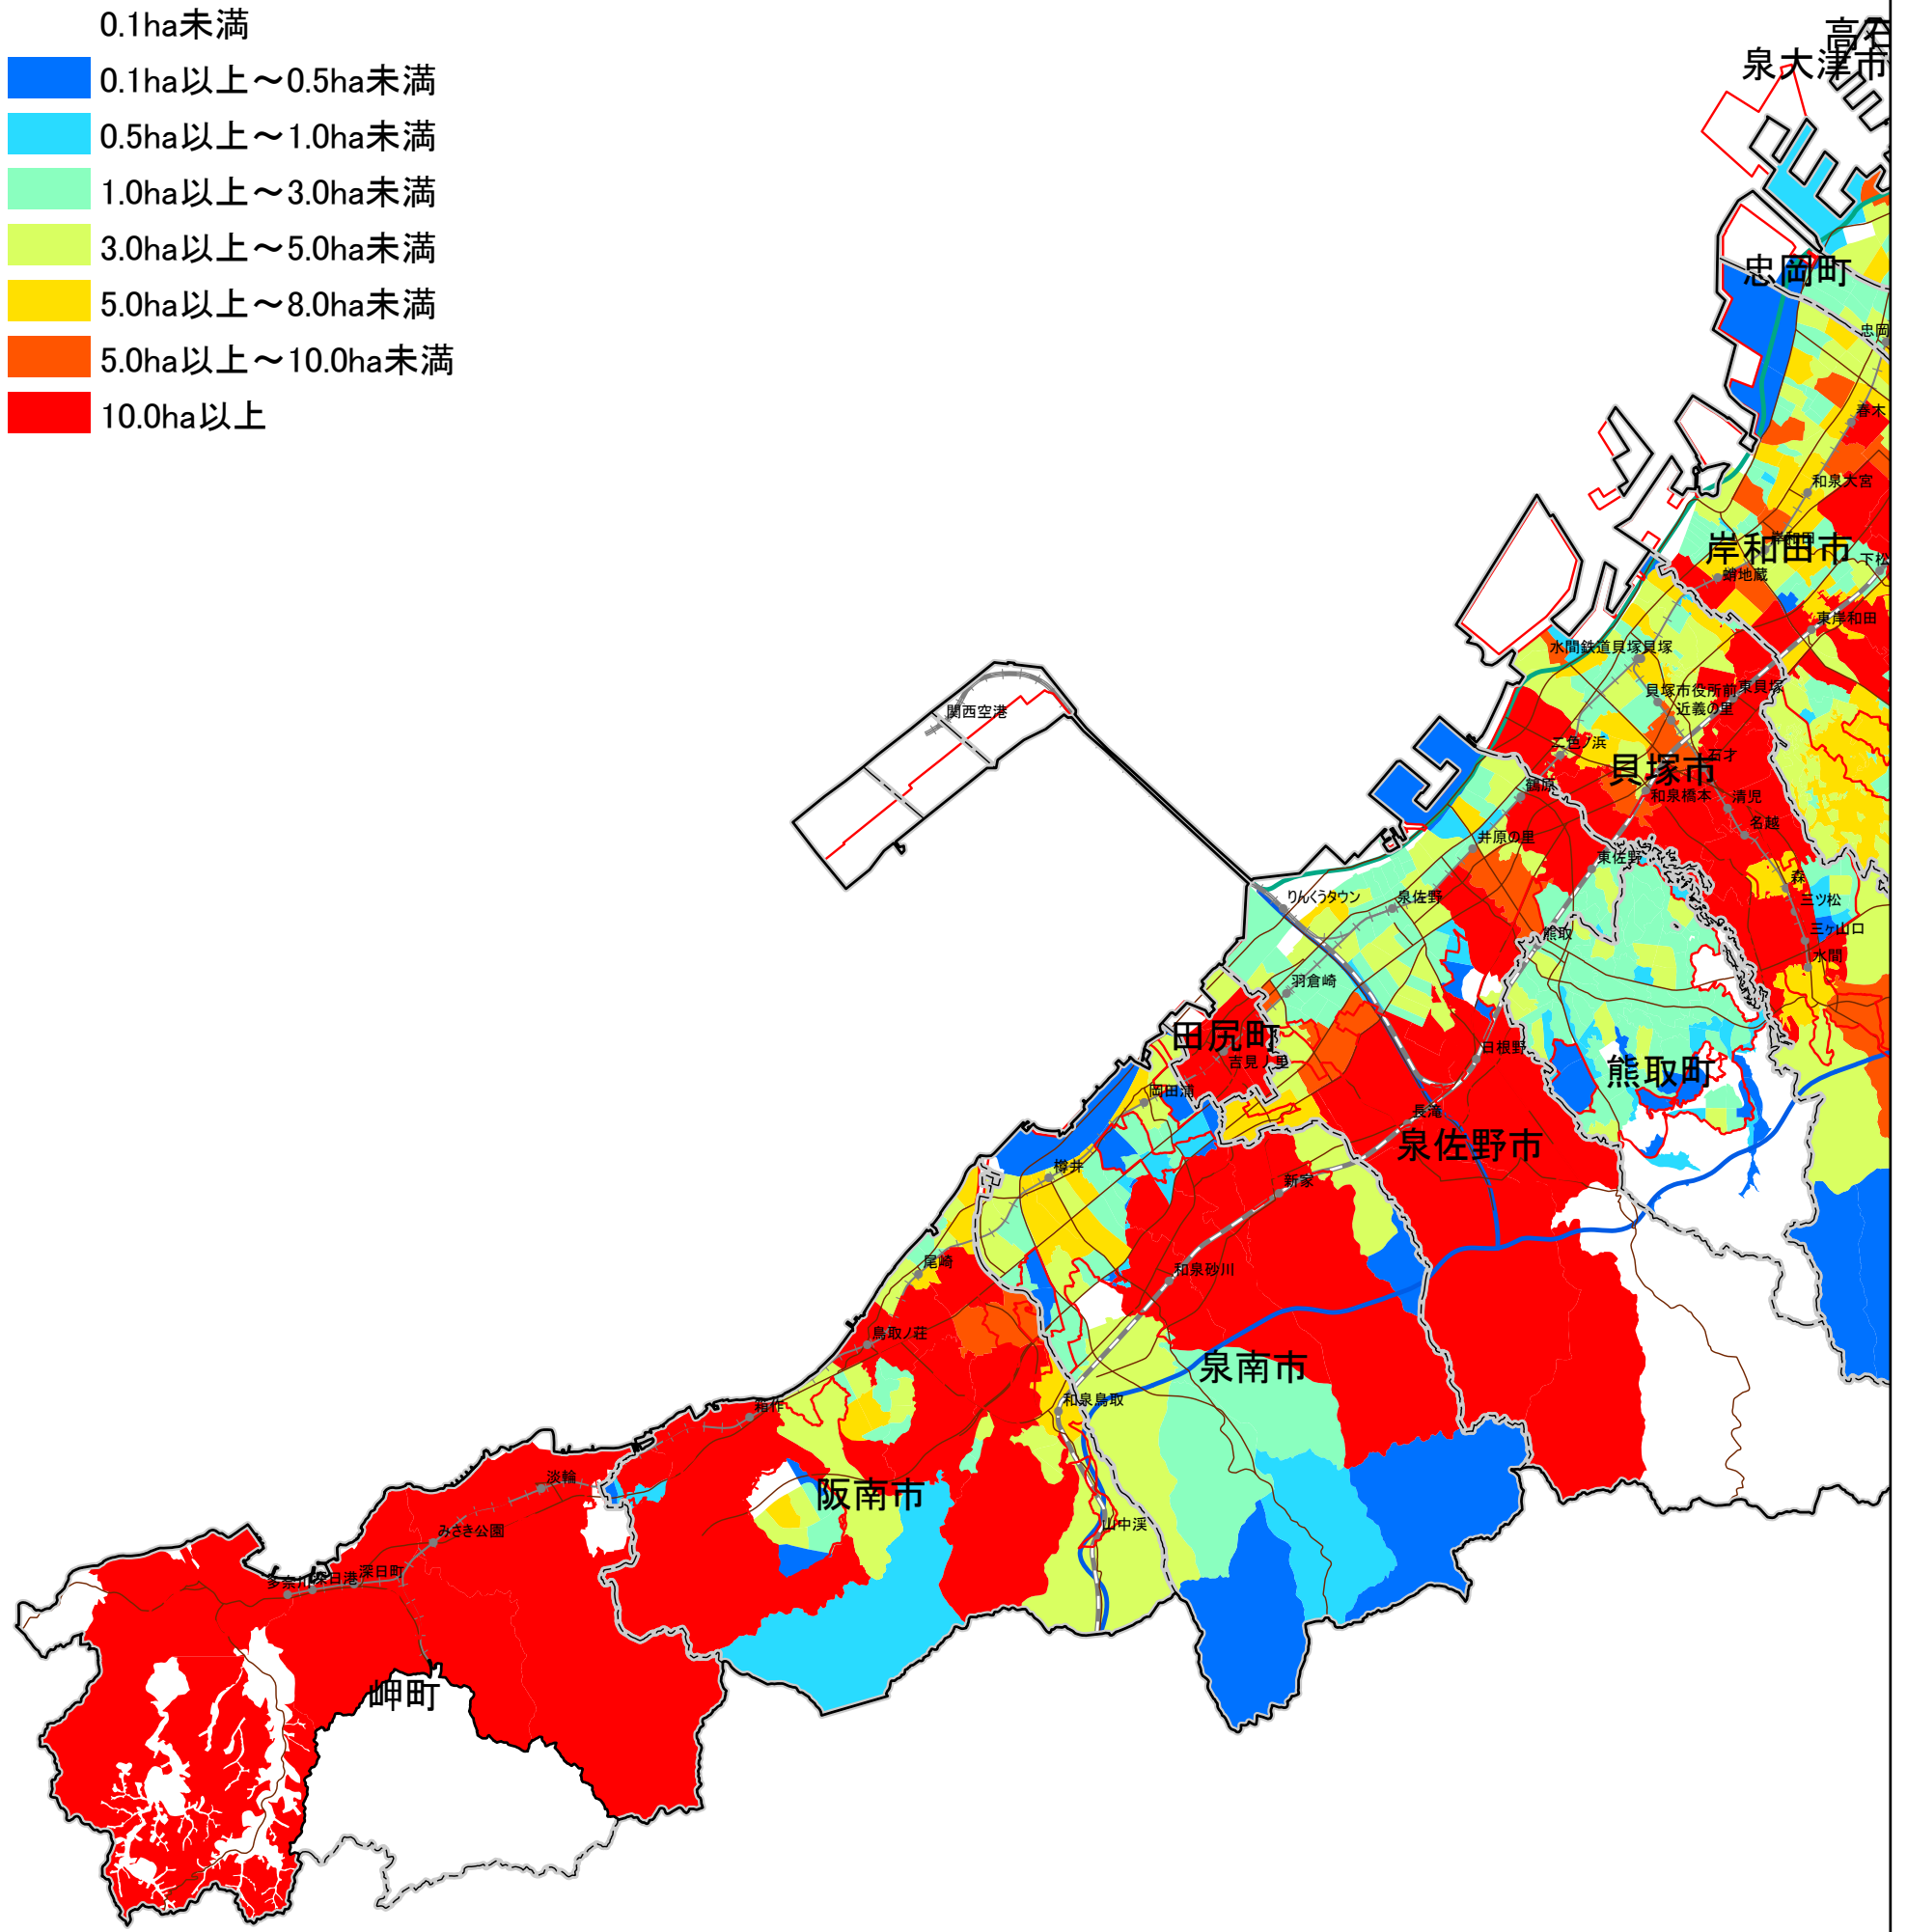 0.1ha未満
0.1ha以上～0.5ha未満
0.5ha以上～1.0ha未満
1.0ha以上～3.0ha未満
3.0ha以上～5.0ha未満
5.0ha以上～8.0ha未満
5.0ha以上～10.0ha未満
10.0ha以上
高石
泉大津市
忠岡町
忠岡
春木
和泉大宮
岸和田
岸和田市
下松
蛸地蔵
東岸和田
水間鉄道貝塚貝塚
貝塚市役所前
東貝塚
近義の里
関西空港
二色ノ浜
石才
貝塚市
鶴原
和泉橋本
清児
名越
井原の里
東佐野
森
りんくうタウン
泉佐野
三ツ松
三ヶ山口
熊取
水間
羽倉崎
田尻町
吉見ノ里
日根野
熊取町
岡田浦
長滝
泉佐野市
樽井
新家
尾崎
和泉砂川
鳥取ノ荘
泉南市
箱作
和泉鳥取
淡輪
阪南市
山中渓
みさき公園
深日町
深日港
多奈川
岬町